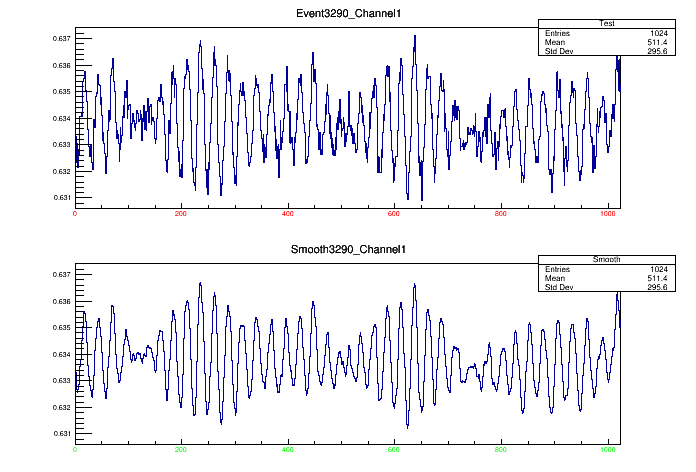 Event3290_Channel1
Test
Entries 1024
Mean 511.4
Std Dev 295.6
0.637
0.636
0.635
0.634
0.633
0.632
0.631
0 200 400 600 800 1000
Smooth3290_Channel1
Smooth
Entries 1024
Mean 511.4
Std Dev 295.6
0.637
0.636
0.635
0.634
0.633
0.632
0.631
0 200 400 600 800 1000